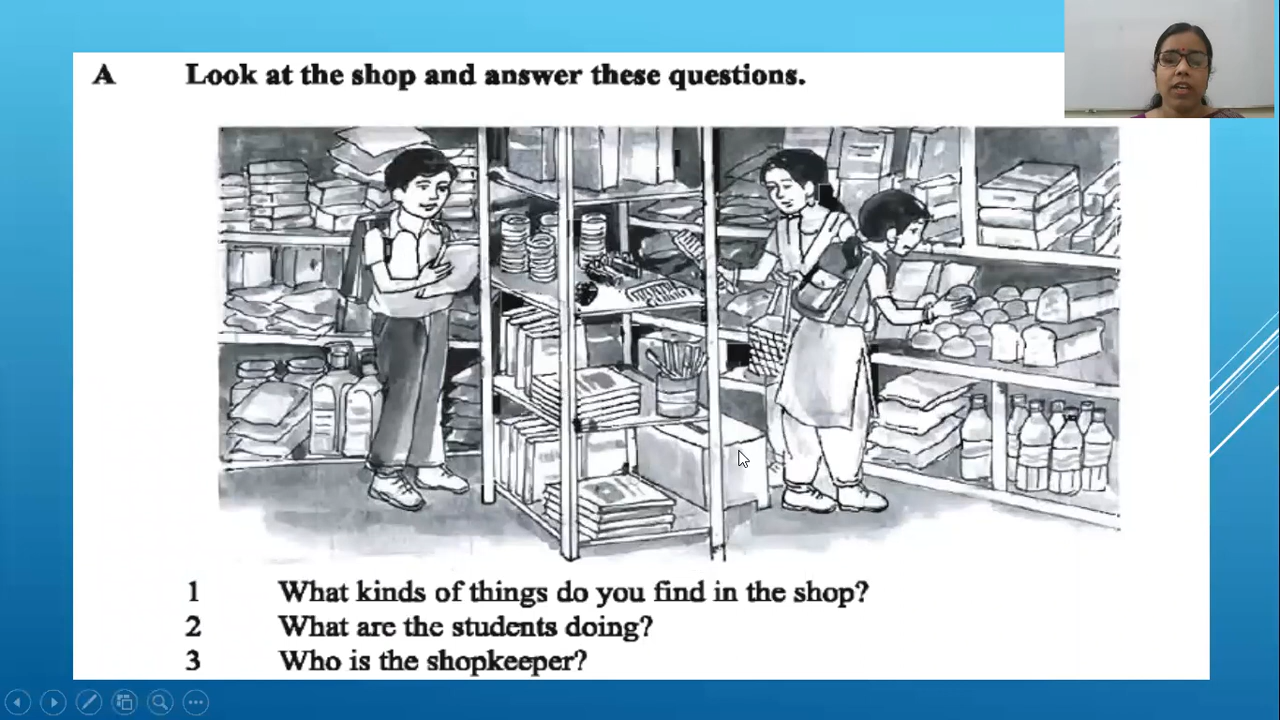 A Look at the shop and answer these questions.
1 What kinds of things do you find in the shop?
2 What are the students doing?
3 Who is the shopkeeper?